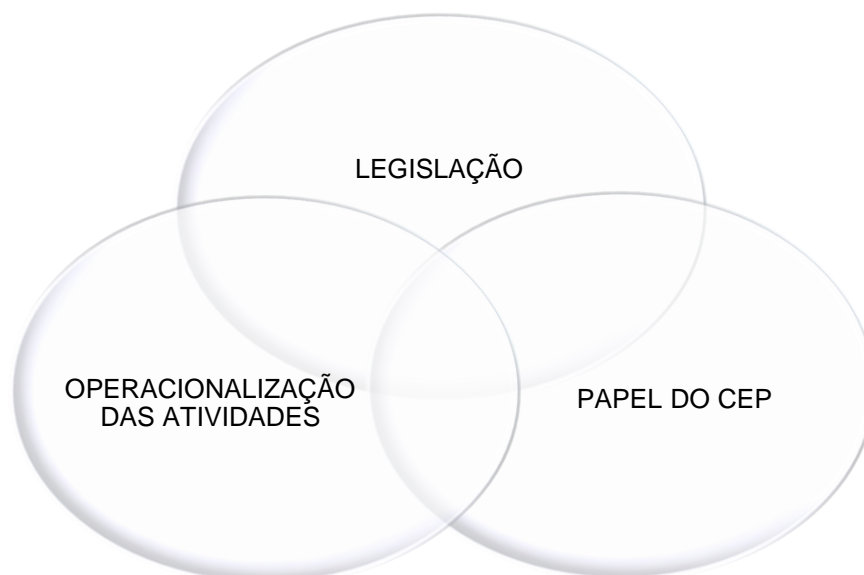 LEGISLAÇÃO
OPERACIONALIZAÇÃO
DAS ATIVIDADES
PAPEL DO CEP